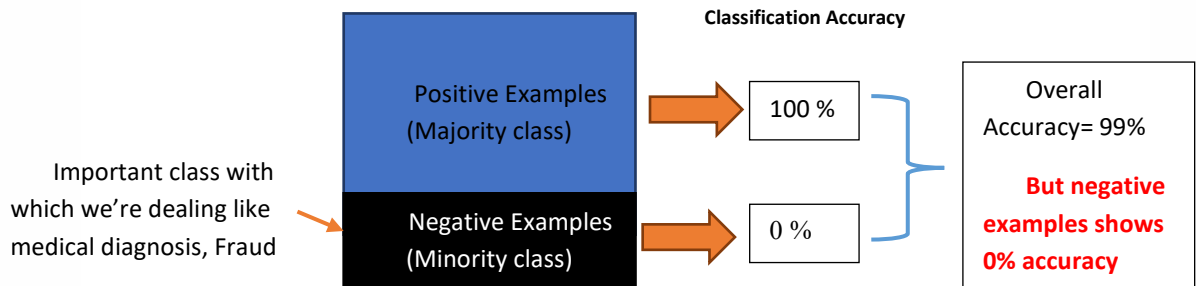 Classification Accuracy
Positive Examples
(Majority class)
100 %
Overall
Accuracy= 99%
But negative
examples shows
0% accuracy
Important class with
which we’re dealing like
medical diagnosis, Fraud
Negative Examples
(Minority class)
0 %